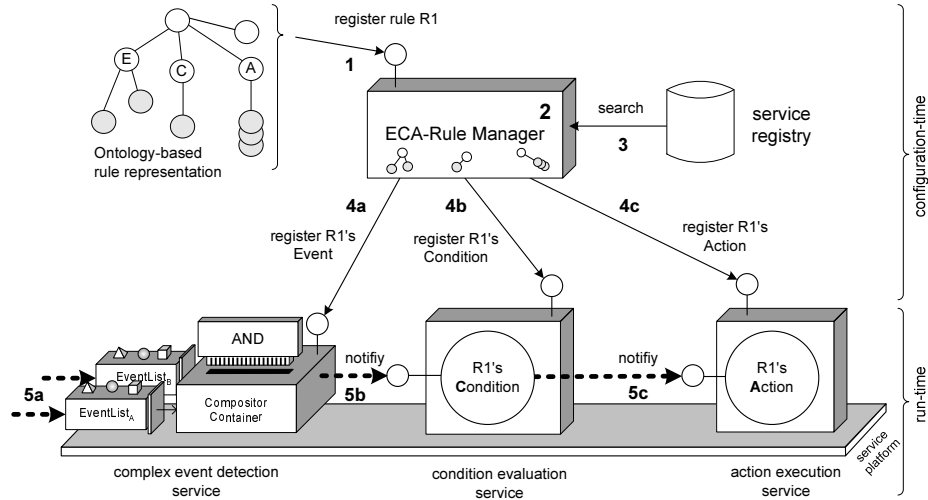 register rule R1
E
C
A
1
Ontology-based
rule representation
2
ECA-Rule Manager
search
3
service
registry
configuration-time
4a
4b
4c
register R1's
Event
register R1's
Condition
register R1's
Action
AND
EventListB
EventListA
5a
Compositor
Container
notifiy
5b
R1's
Condition
notifiy
5c
R1's
Action
run-time
service
platform
complex event detection
service
condition evaluation
service
action execution
service